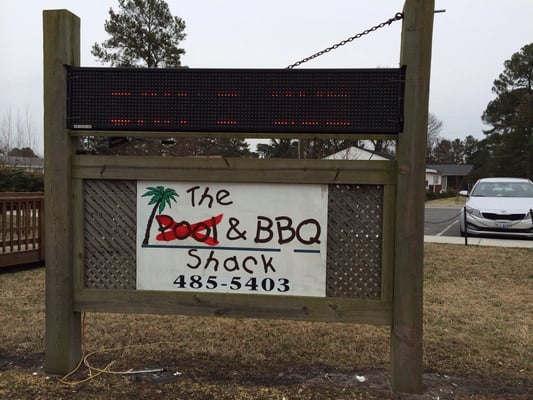 The
Pool & BBQ
Shack
485-5403